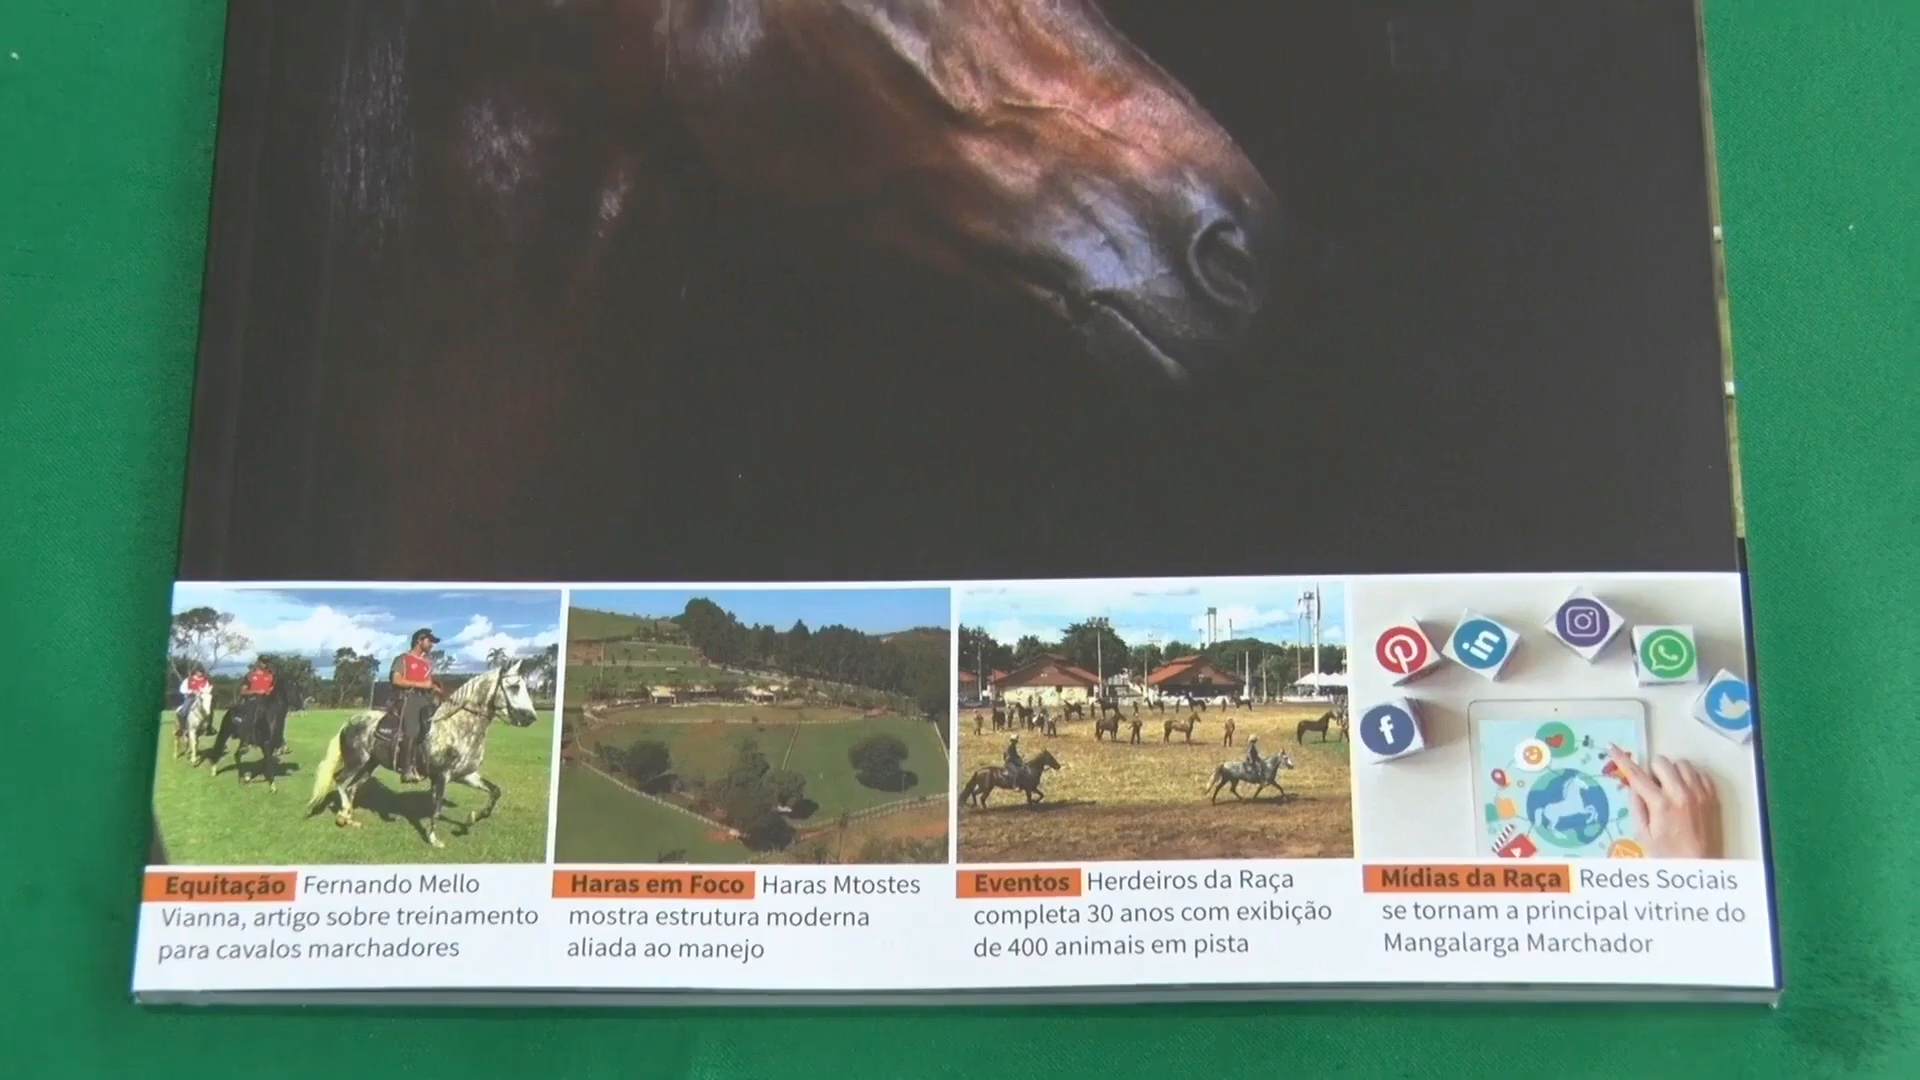 Equitação Fernando Mello
Vianna, artigo sobre treinamento
para cavalos marchadores
Haras em Foco Haras Mtostes
mostra estrutura moderna
aliada ao manejo
Eventos Herdeiros da Raça
completa 30 anos com exibição
de 400 animais em pista
Mídias da Raça Redes Sociais
se tornam a principal vitrine do
Mangalarga Marchador